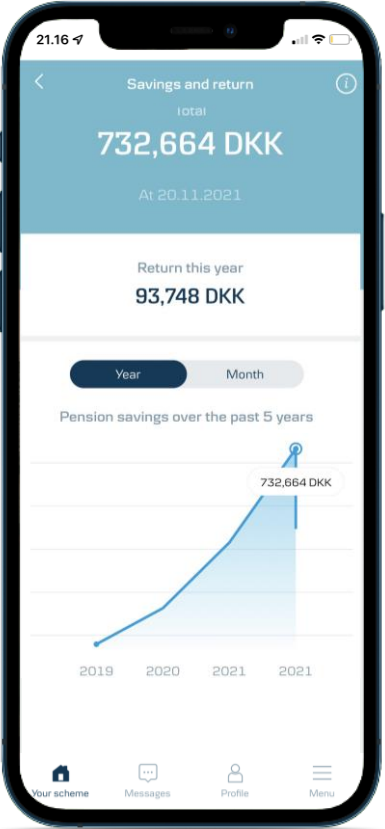 21.16
Savings and return
Total
732,664 DKK
At 20.11.2021
Return this year
93,748 DKK
Year Month
Pension savings over the past 5 years
732,664 DKK
2019 2020 2021 2021
Your scheme Messages Profile Menu